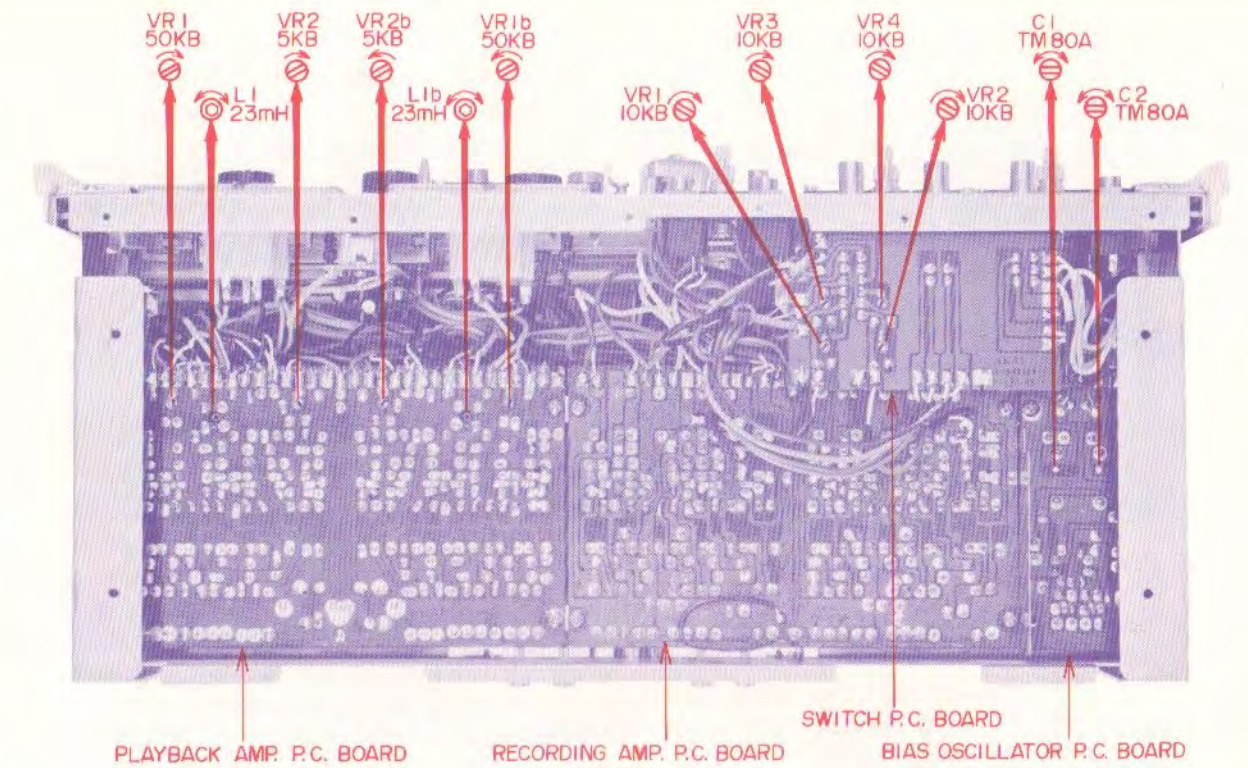 VR1
50KB
VR2
5KB
VR2b
5KB
VR1b
50KB
VR3
10KB
VR4
10KB
C1
TM80A
L1
23mH
L1b
23mH
VR1
10KB
VR2
10KB
C2
TM80A
SWITCH P.C. BOARD
PLAYBACK AMP. P.C. BOARD
RECORDING AMP. P.C. BOARD
BIAS OSCILLATOR P.C. BOARD